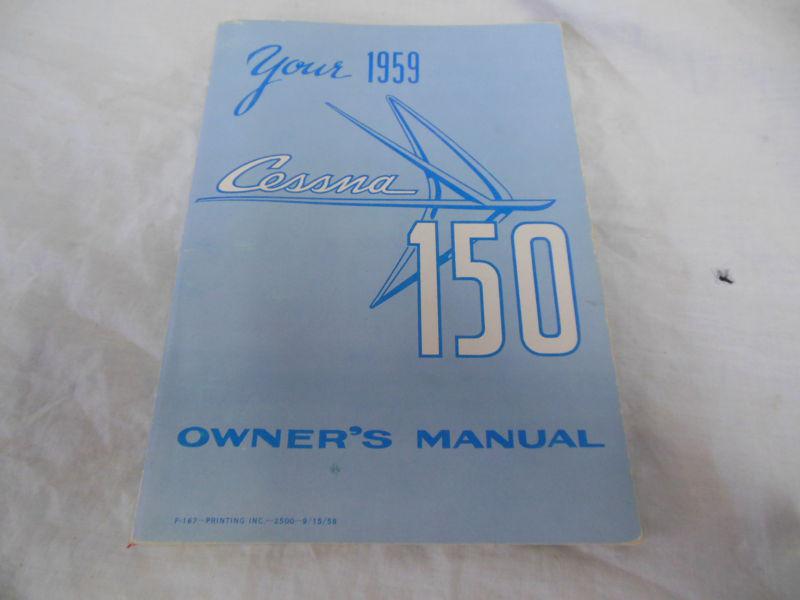 Your 1959
Cessna
150
OWNER'S MANUAL
F-167—PRINTING INC.—2500—9/15/58